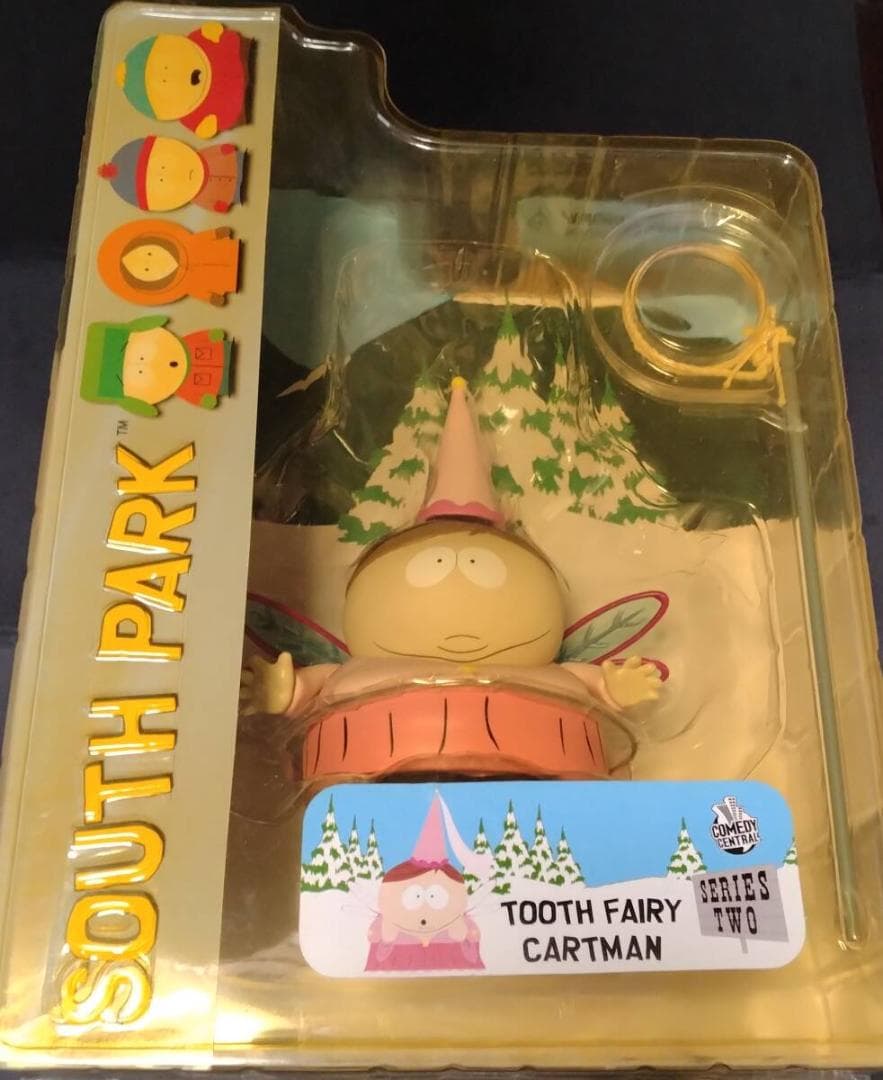 SOUTH PARK™
COMEDY
CENTRAL
SERIES
TWO
TOOTH FAIRY
CARTMAN